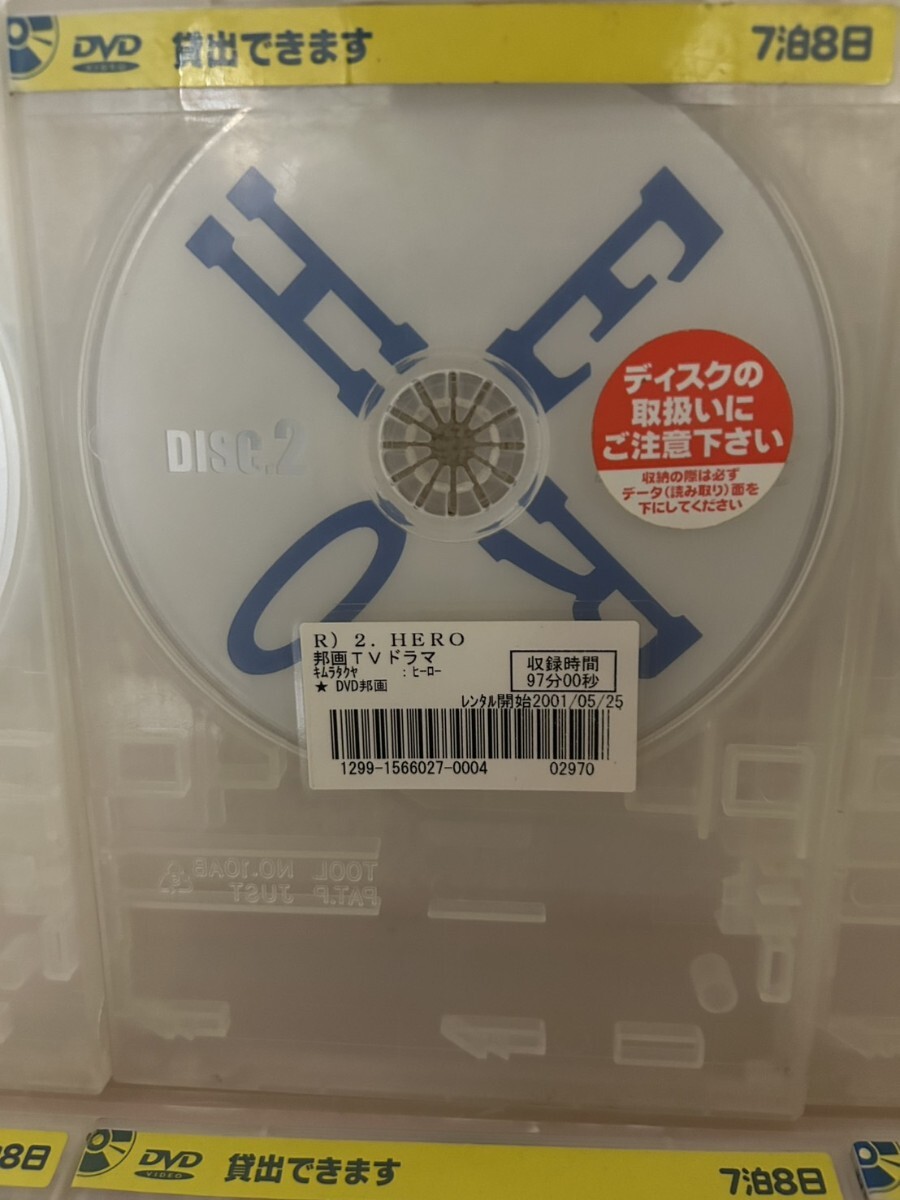 DVD VIDEO 貸出できます 7泊8日
HERO
DISC.2
ディスクの
取扱いに
ご注意下さい
収納の際は必ず
データ(読み取り)面を
下にしてください
R) 2. HERO
邦画TVドラマ
キムラタクヤ :ヒーロー
★ DVD邦画
収録時間
97分00秒
レンタル開始2001/05/25
1299-1566027-0004 02970
TOOL NO.10A6
PAT.P JUST
泊8日
DVD VIDEO 貸出できます 7泊8日